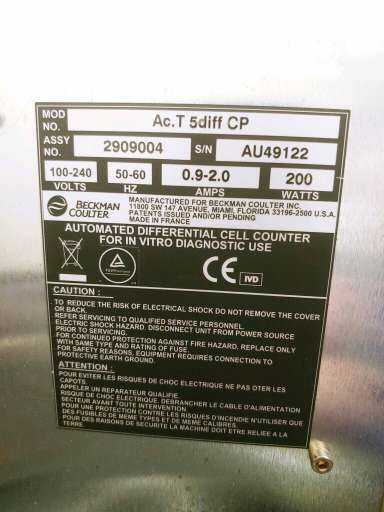 MOD NO. Ac.T 5diff CP
ASSY NO. 2909004 S/N AU49122
100-240 50-60 0.9-2.0 200
VOLTS HZ AMPS WATTS
BECKMAN COULTER
MANUFACTURED FOR BECKMAN COULTER INC.
11800 SW 147 AVENUE, MIAMI, FLORIDA 33196-2500 U.S.A.
PATENTS ISSUED AND/OR PENDING
MADE IN FRANCE
AUTOMATED DIFFERENTIAL CELL COUNTER
FOR IN VITRO DIAGNOSTIC USE
CE IVD
CAUTION :
TO REDUCE THE RISK OF ELECTRICAL SHOCK DO NOT REMOVE THE COVER
OR BACK.
REFER SERVICING TO QUALIFIED SERVICE PERSONNEL.
ELECTRIC SHOCK HAZARD. DISCONNECT UNIT FROM POWER SOURCE
PRIOR TO SERVICING.
FOR CONTINUED PROTECTION AGAINST FIRE HAZARD, REPLACE ONLY
WITH SAME TYPE AND RATING OF FUSE.
FOR SAFETY REASONS, EQUIPMENT REQUIRES CONNECTION TO
PROTECTIVE EARTH GROUND.
ATTENTION :
POUR EVITER LES RISQUES DE CHOC ELECTRIQUE NE PAS OTER LES
CAPOTS.
APPELER UN REPARATEUR QUALIFIE.
RISQUE DE CHOC ELECTRIQUE. DEBRANCHER LE CABLE D'ALIMENTATION
SECTEUR AVANT TOUTE INTERVENTION.
POUR UNE PROTECTION CONTRE LES RISQUES D'INCENDIE N'UTILISER QUE
DES FUSIBLES DE MEME TYPES ET DE MEME CALIBRES.
POUR DES RAISONS DE SECURITE LA MACHINE DOIT ETRE RELIEE A LA
TERRE